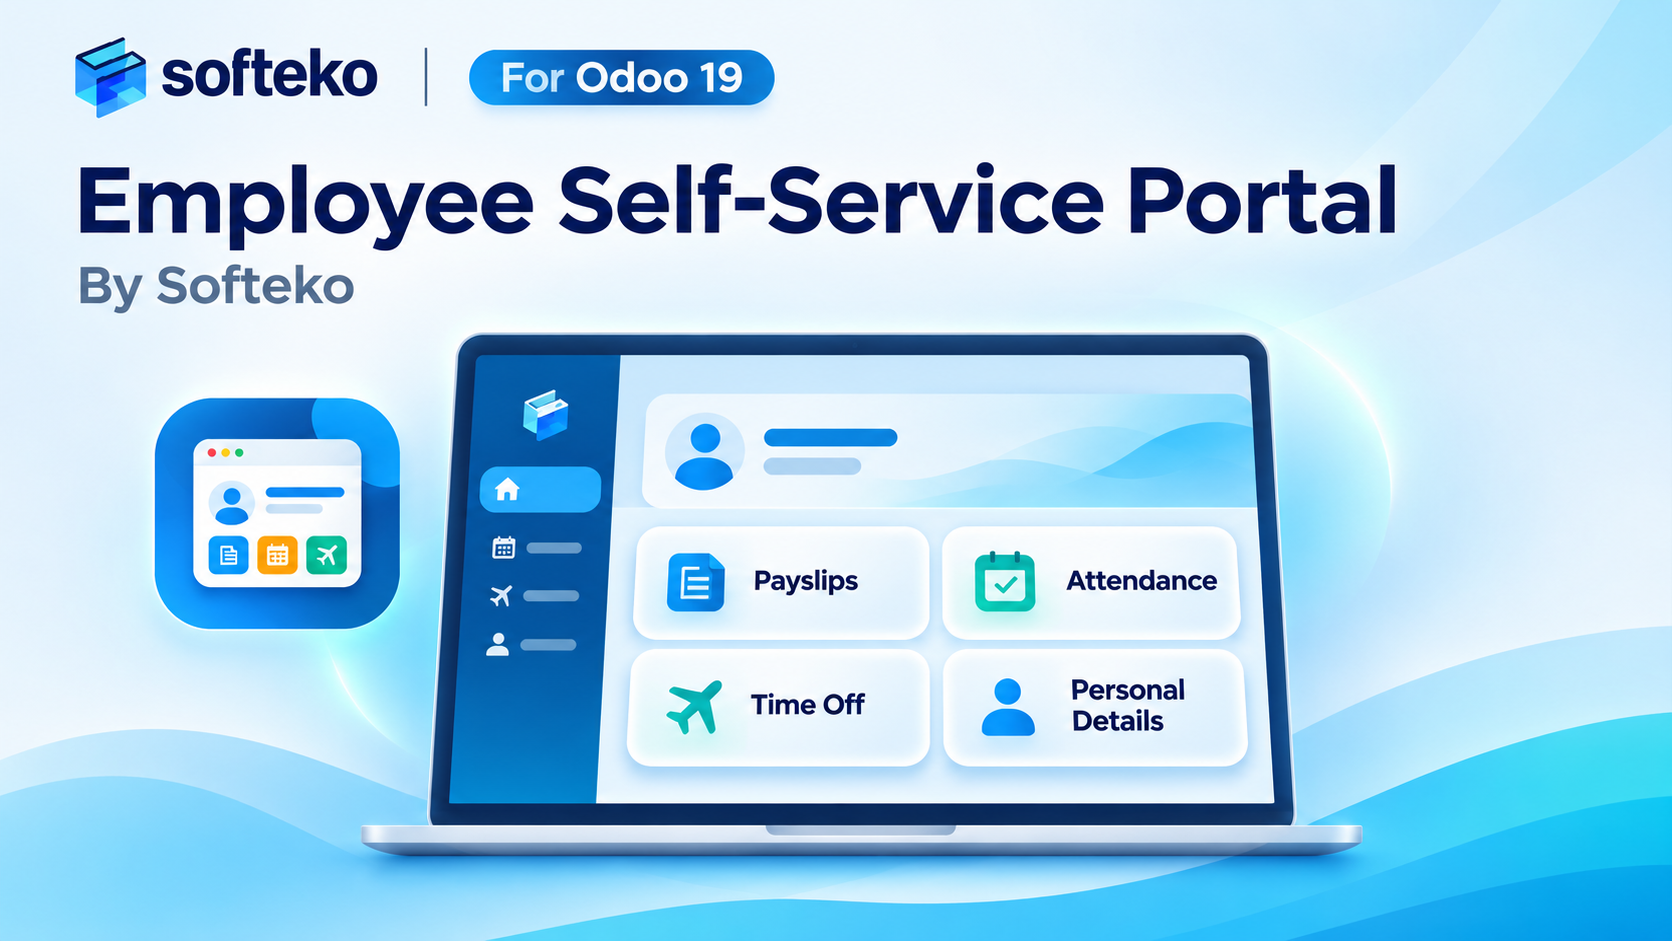 softeko
For Odoo 19
Employee Self-Service Portal
By Softeko
Payslips
Attendance
Time Off
Personal
Details